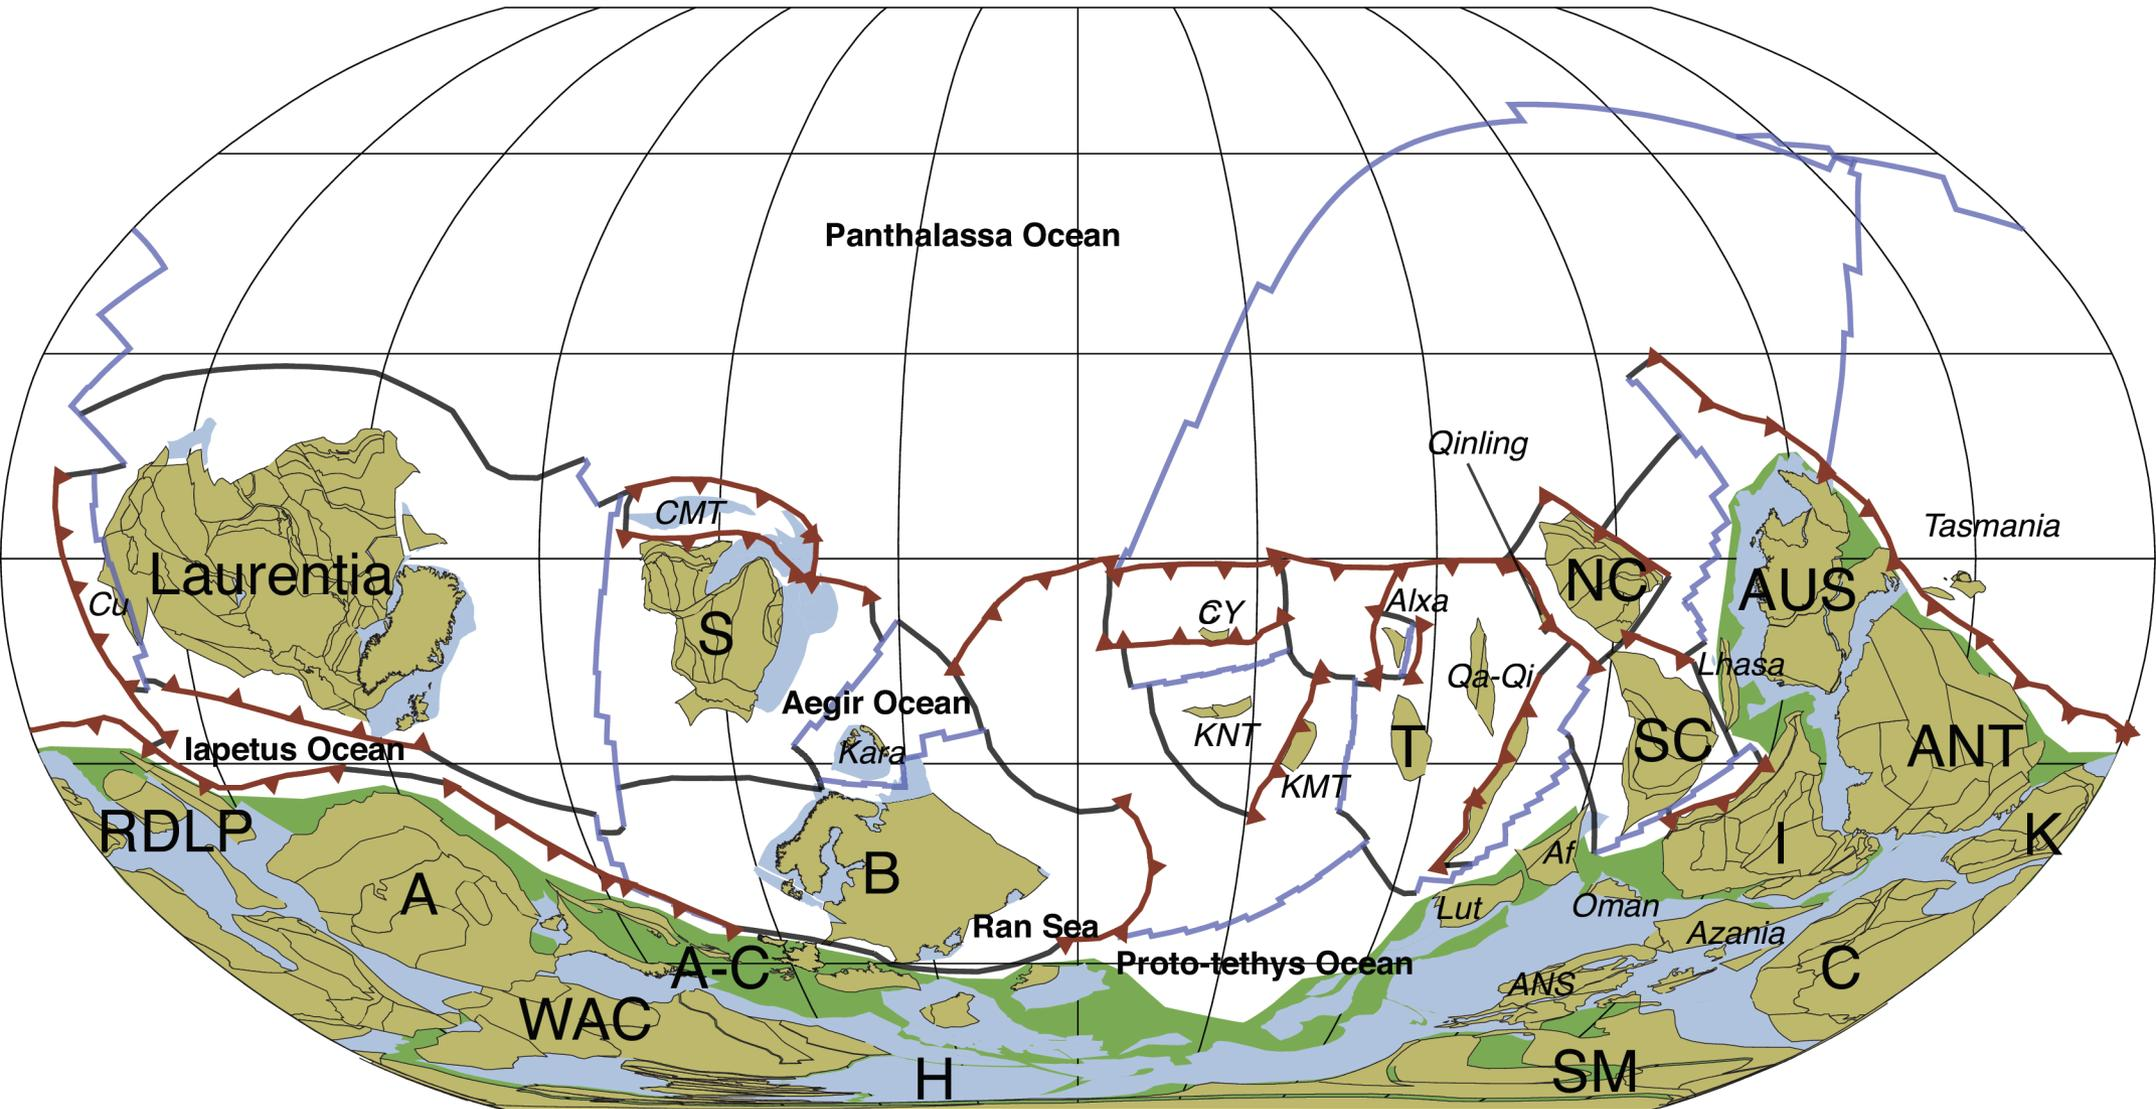 Panthalassa Ocean
Qinling
CMT
Tasmania
Laurentia
NC
AUS
Cu
CY
Alxa
S
Lhasa
Qa-Qi
Aegir Ocean
KNT
T
SC
ANT
Iapetus Ocean
Kara
KMT
RDLP
K
I
Af
B
A
Lut
Oman
Ran Sea
Azania
A-C
Proto-tethys Ocean
C
ANS
WAC
H
SM